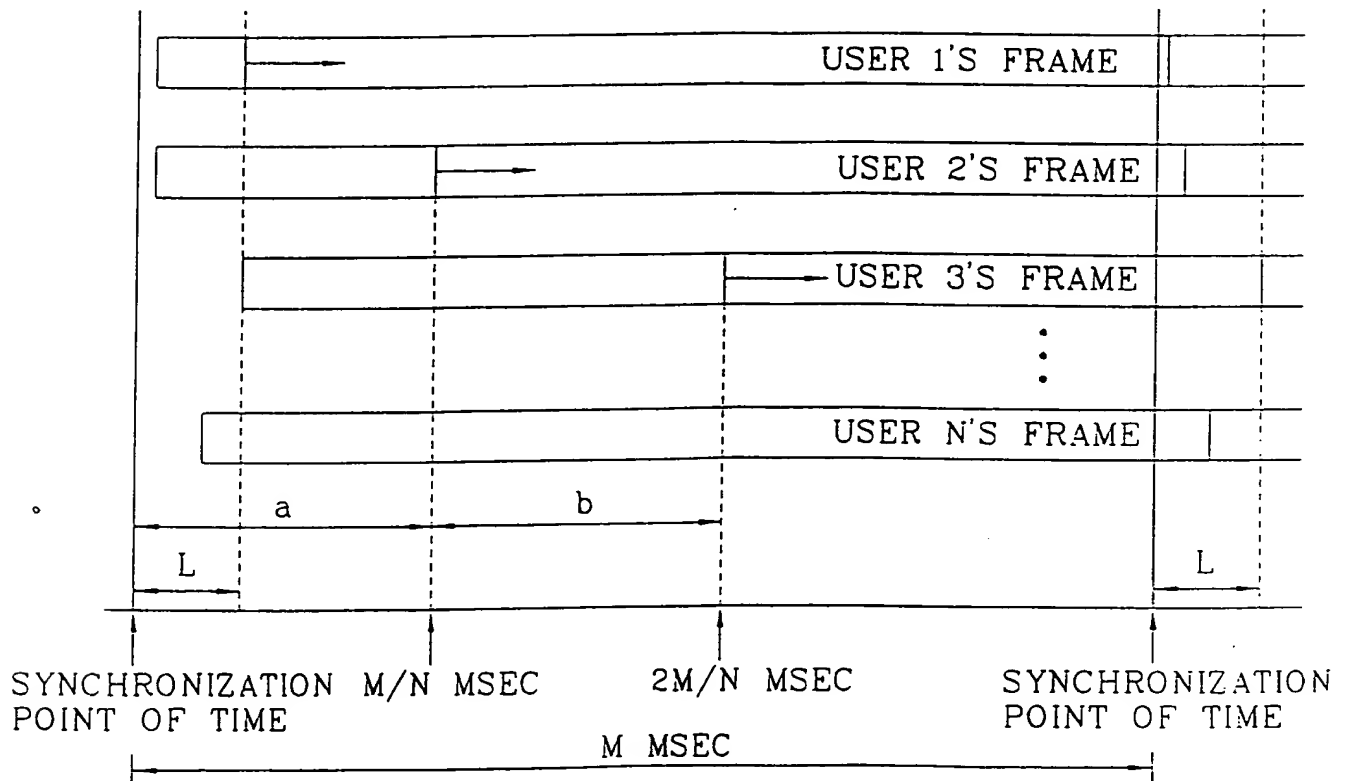 USER 1'S FRAME
USER 2'S FRAME
USER 3'S FRAME
USER N'S FRAME
a
b
L
L
SYNCHRONIZATION
POINT OF TIME
M/N MSEC
2M/N MSEC
SYNCHRONIZATION
POINT OF TIME
M MSEC